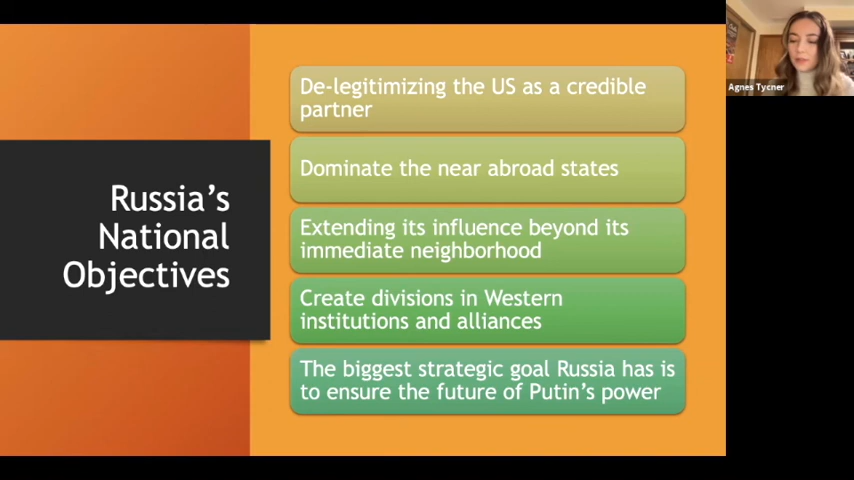 Russia's
National
Objectives
De-legitimizing the US as a credible
partner
Dominate the near abroad states
Extending its influence beyond its
immediate neighborhood
Create divisions in Western
institutions and alliances
The biggest strategic goal Russia has is
to ensure the future of Putin's power
Agnes Tycner